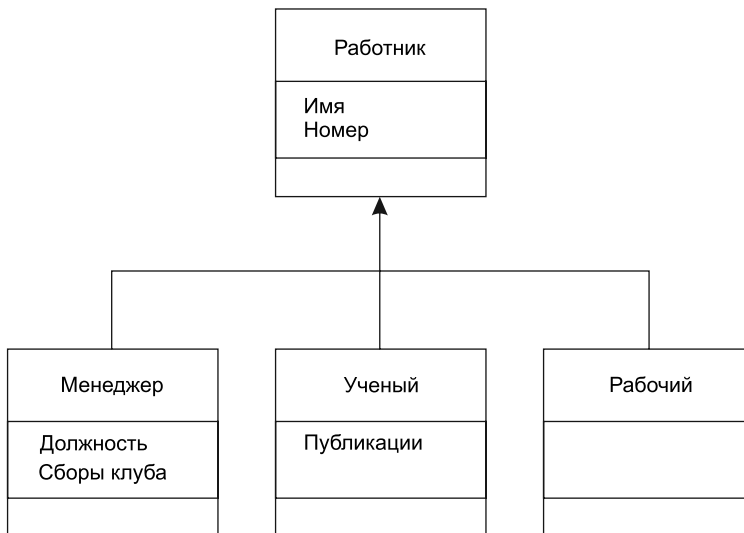 Работник
Имя
Номер
Менеджер
Ученый
Рабочий
Должность
Сборы клуба
Публикации